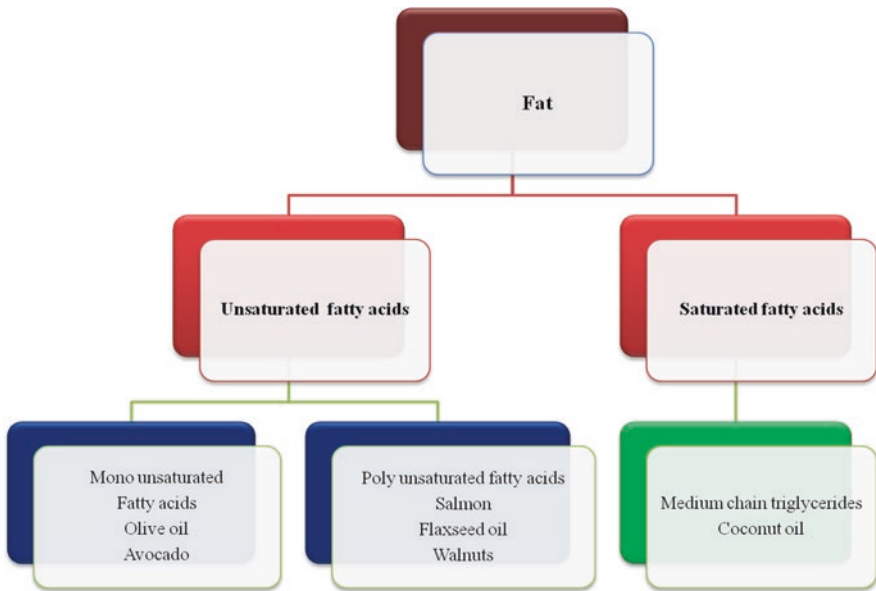 Fat
Unsaturated fatty acids
Saturated fatty acids
Mono unsaturated
Fatty acids
Olive oil
Avocado
Poly unsaturated fatty acids
Salmon
Flaxseed oil
Walnuts
Medium chain triglycerides
Coconut oil